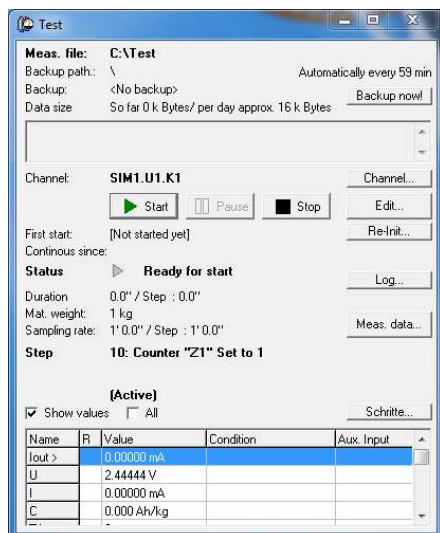 Test
Meas. file: C:\Test
Backup path.: \ Automatically every 59 min
Backup: <No backup> Backup now!
Data size So far 0 k Bytes/ per day approx. 16 k Bytes
Channel: SIM1.U1.K1 Channel...
Start Pause Stop Edit...
First start: [Not started yet] Re-Init...
Continous since:
Status Ready for start
Log...
Duration 0.0" / Step : 0.0"
Mat. weight: 1 kg
Sampling rate: 1' 0.0" / Step : 1' 0.0" Meas. data...
Step 10: Counter "Z1" Set to 1
(Active)
Show values All Schritte...
Name R Value Condition Aux. Input
Iout > 0.00000 mA
U 2.44444 V
I 0.00000 mA
C 0.000 Ah/kg